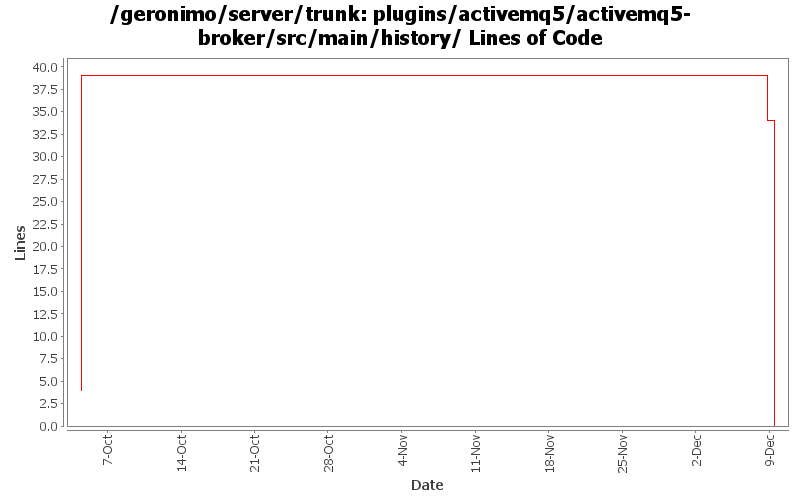 /geronimo/server/trunk: plugins/activemq5/activemq5-
broker/src/main/history/ Lines of Code
40.0
37.5
35.0
32.5
30.0
27.5
25.0
22.5
20.0
17.5
15.0
12.5
10.0
7.5
5.0
2.5
0.0
Lines
7-Oct
14-Oct
21-Oct
28-Oct
4-Nov
11-Nov
18-Nov
25-Nov
2-Dec
9-Dec
Date